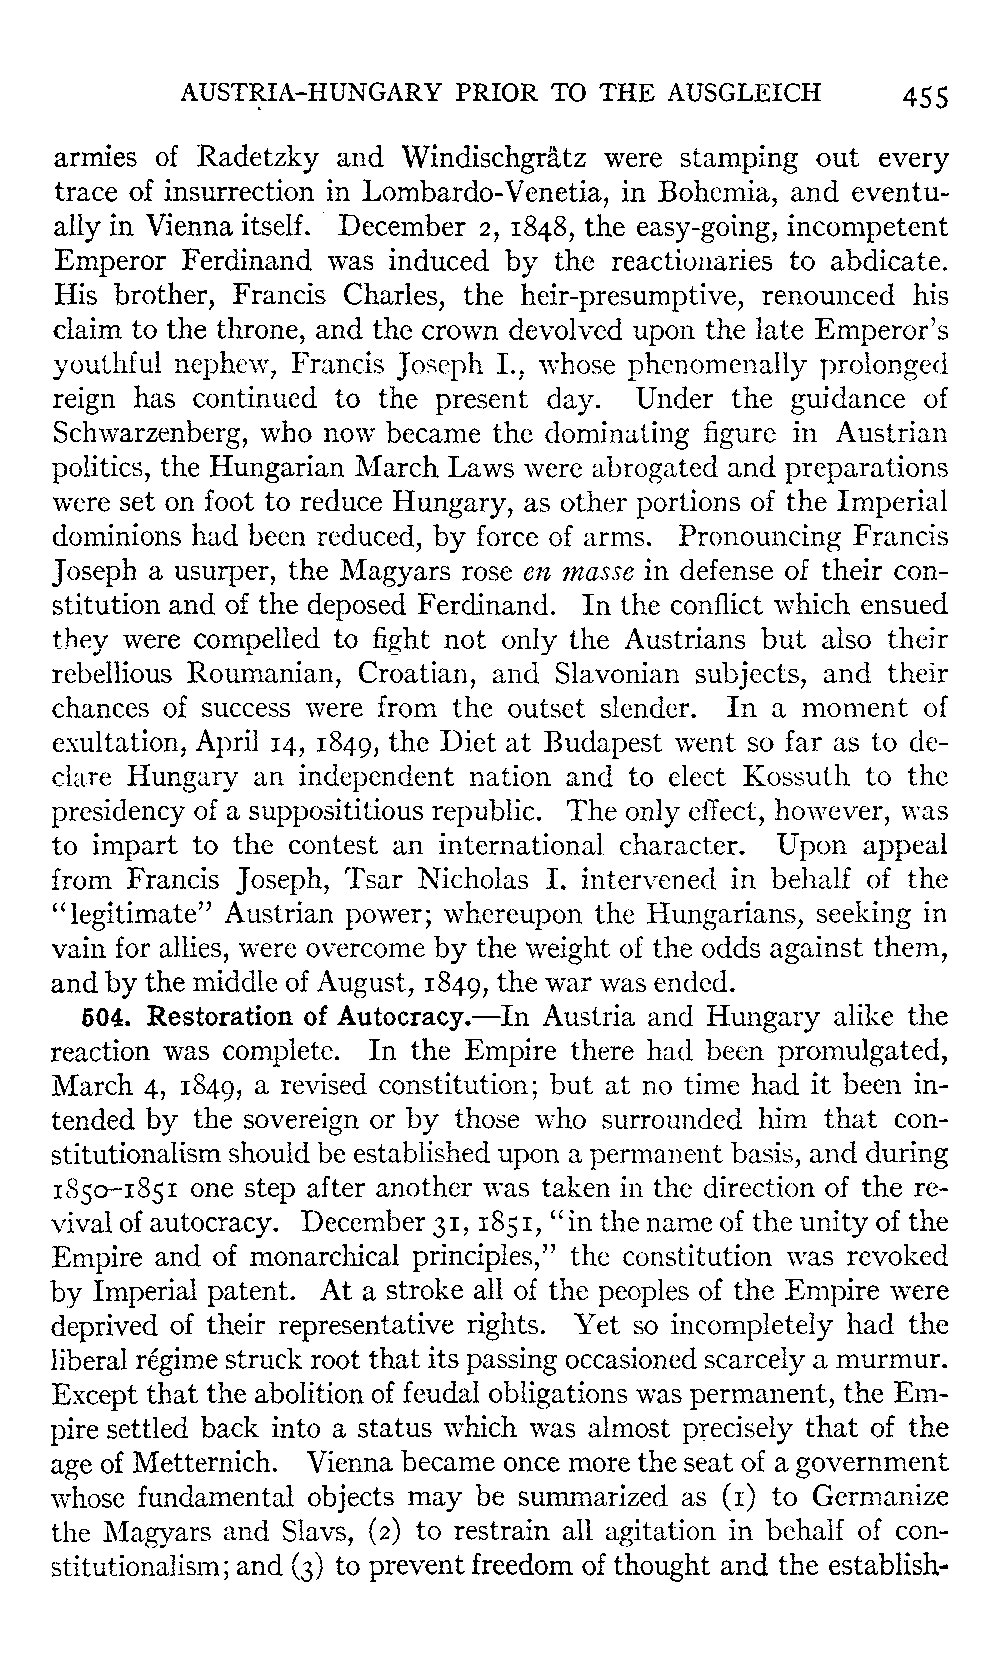 AUSTRIA-HUNGARY PRIOR TO THE AUSGLEICH 455
armies of Radetzky and Windischgrätz were stamping out every
trace of insurrection in Lombardo-Venetia, in Bohemia, and eventu-
ally in Vienna itself. December 2, 1848, the easy-going, incompetent
Emperor Ferdinand was induced by the reactionaries to abdicate.
His brother, Francis Charles, the heir-presumptive, renounced his
claim to the throne, and the crown devolved upon the late Emperor's
youthful nephew, Francis Joseph I., whose phenomenally prolonged
reign has continued to the present day. Under the guidance of
Schwarzenberg, who now became the dominating figure in Austrian
politics, the Hungarian March Laws were abrogated and preparations
were set on foot to reduce Hungary, as other portions of the Imperial
dominions had been reduced, by force of arms. Pronouncing Francis
Joseph a usurper, the Magyars rose en masse in defense of their con-
stitution and of the deposed Ferdinand. In the conflict which ensued
they were compelled to fight not only the Austrians but also their
rebellious Roumanian, Croatian, and Slavonian subjects, and their
chances of success were from the outset slender. In a moment of
exultation, April 14, 1849, the Diet at Budapest went so far as to de-
clare Hungary an independent nation and to elect Kossuth to the
presidency of a supposititious republic. The only effect, however, was
to impart to the contest an international character. Upon appeal
from Francis Joseph, Tsar Nicholas I. intervened in behalf of the
"legitimate" Austrian power; whereupon the Hungarians, seeking in
vain for allies, were overcome by the weight of the odds against them,
and by the middle of August, 1849, the war was ended.
504. Restoration of Autocracy.—In Austria and Hungary alike the
reaction was complete. In the Empire there had been promulgated,
March 4, 1849, a revised constitution; but at no time had it been in-
tended by the sovereign or by those who surrounded him that con-
stitutionalism should be established upon a permanent basis, and during
1850–1851 one step after another was taken in the direction of the re-
vival of autocracy. December 31, 1851, "in the name of the unity of the
Empire and of monarchical principles," the constitution was revoked
by Imperial patent. At a stroke all of the peoples of the Empire were
deprived of their representative rights. Yet so incompletely had the
liberal régime struck root that its passing occasioned scarcely a murmur.
Except that the abolition of feudal obligations was permanent, the Em-
pire settled back into a status which was almost precisely that of the
age of Metternich. Vienna became once more the seat of a government
whose fundamental objects may be summarized as (1) to Germanize
the Magyars and Slavs, (2) to restrain all agitation in behalf of con-
stitutionalism; and (3) to prevent freedom of thought and the establish-